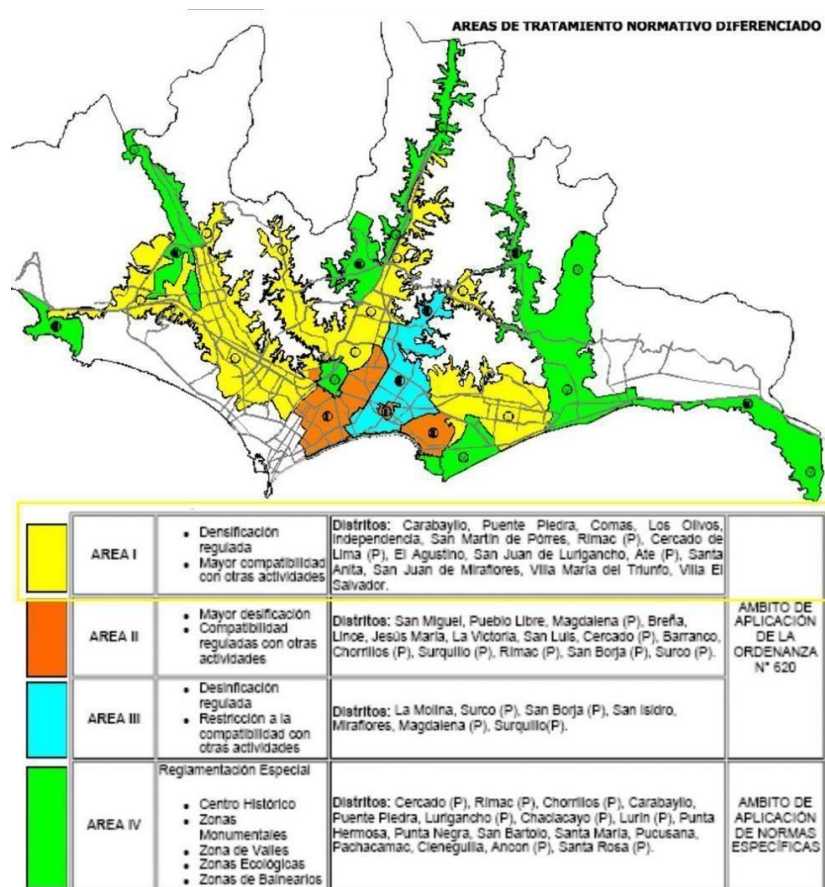 AREAS DE TRATAMIENTO NORMATIVO DIFERENCIADO
AREA I
• Densificación
regulada
• Mayor compatibilidad
con otras actividades
Distritos: Carabayllo, Puente Piedra, Comas, Los Olivos,
Independencia, San Martin de Pórres, Rímac (P), Cercado de
Lima (P), El Agustino, San Juan de Lurigancho, Ate (P), Santa
Anita, San Juan de Miraflores, Villa María del Triunfo, Villa El
Salvador.
AREA II
• Mayor desificación
• Compatibilidad
reguladas con otras
actividades
Distritos: San Miguel, Pueblo Libre, Magdalena (P), Breña,
Lince, Jesús María, La Victoria, San Luis, Cercado (P), Barranco,
Chorrillos (P), Surquillo (P), Rímac (P), San Borja (P), Surco (P).
AMBITO DE
APLICACIÓN
DE LA
ORDENANZA
N° 620
AREA III
• Desinficación
regulada
• Restricción a la
compatibilidad con
otras actividades
Distritos: La Molina, Surco (P), San Borja (P), San Isidro,
Miraflores, Magdalena (P), Surquillo(P).
AREA IV
Reglamentación Especial
• Centro Histórico
• Zonas
Monumentales
• Zona de Valles
• Zonas Ecológicas
• Zonas de Balnearios
Distritos: Cercado (P), Rímac (P), Chorrillos (P), Carabayllo,
Puente Piedra, Lurigancho (P), Chaclacayo (P), Lurín (P), Punta
Hermosa, Punta Negra, San Bartolo, Santa María, Pucusana,
Pachacamac, Cieneguilla, Ancon (P), Santa Rosa (P).
AMBITO DE
APLICACIÓN
DE NORMAS
ESPECÍFICAS